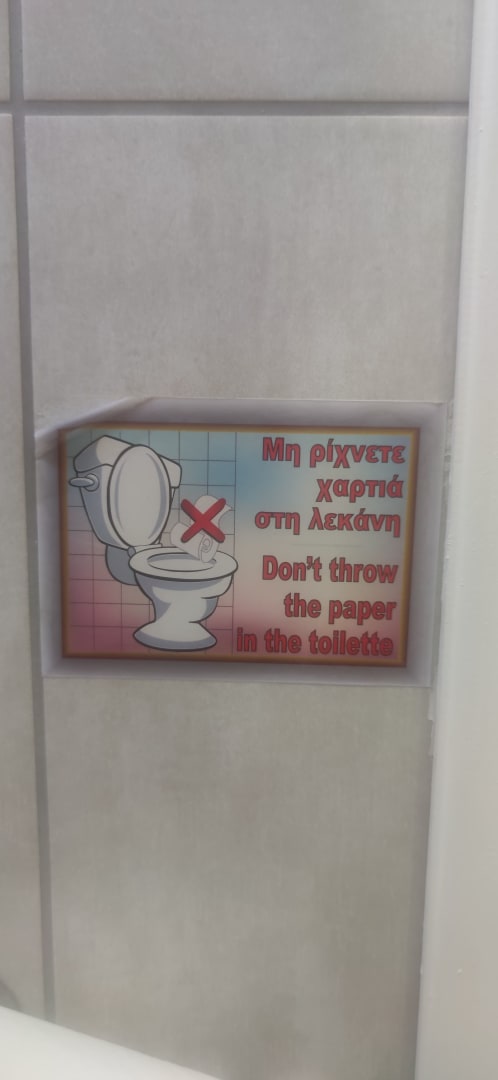 Μη ρίχνετε
χαρτιά
στη λεκάνη
Don't throw
the paper
in the toilette